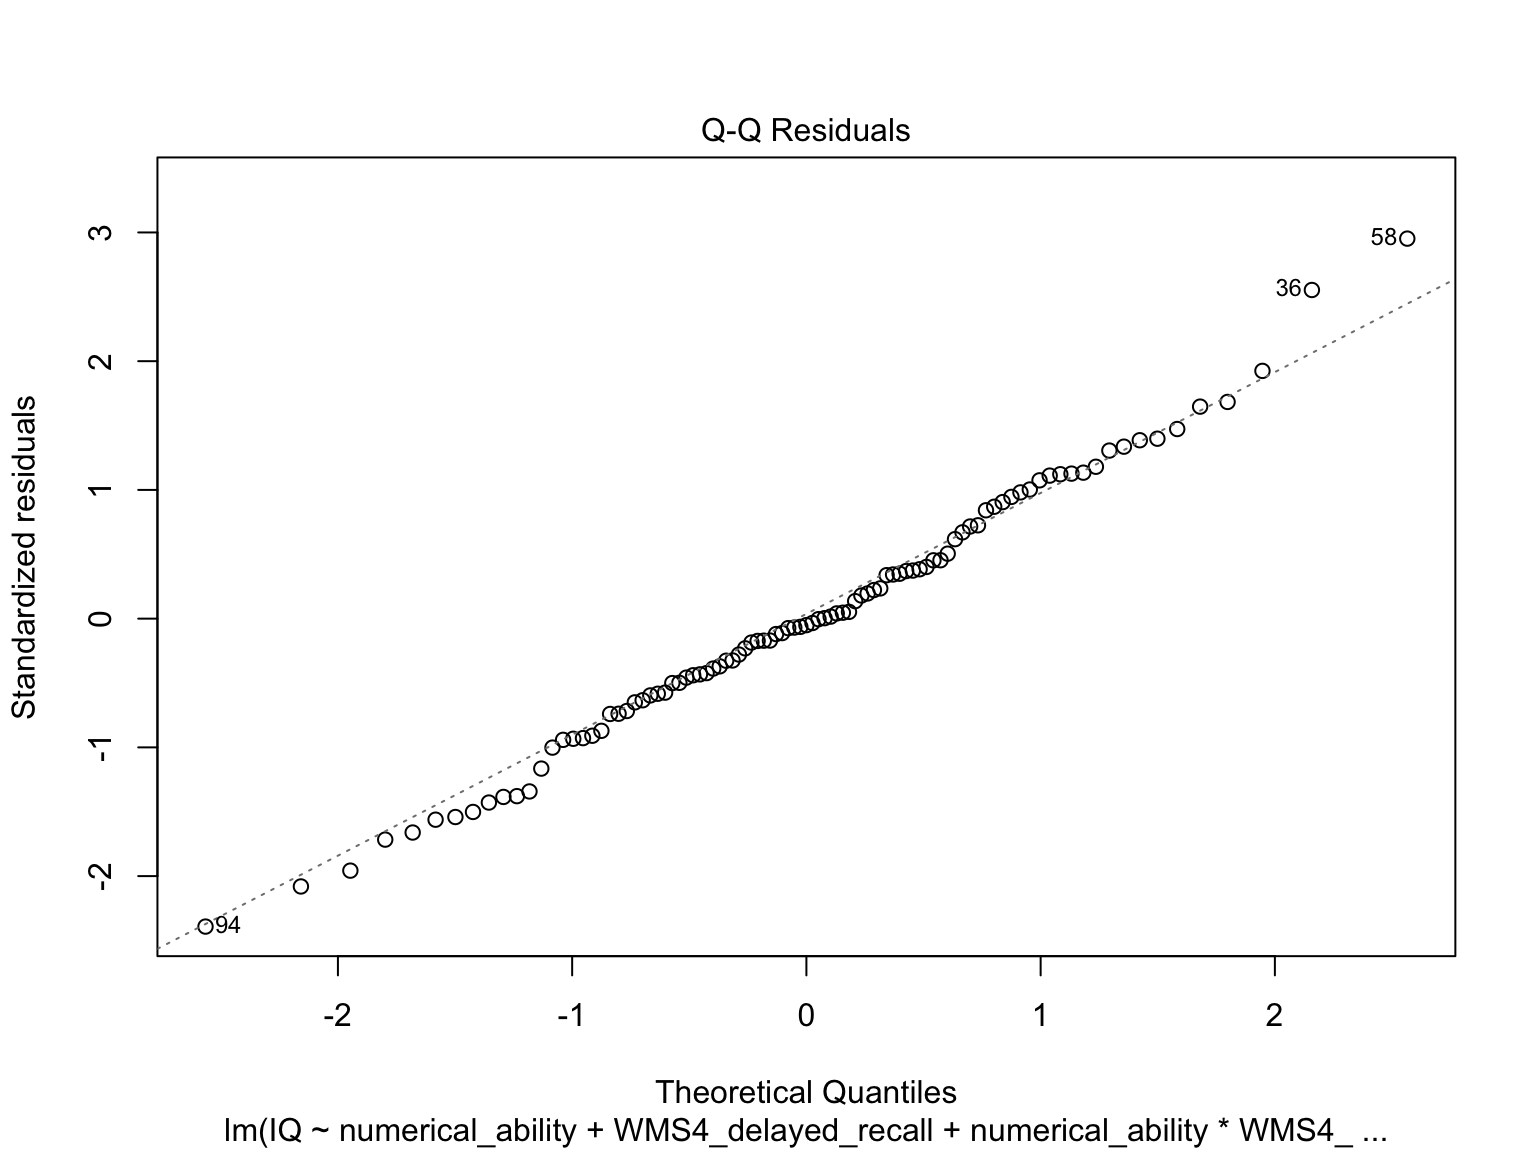 Q-Q Residuals
3
2
1
0
-1
-2
Standardized residuals
58
36
94
-2 -1 0 1 2
Theoretical Quantiles
lm(IQ ~ numerical_ability + WMS4_delayed_recall + numerical_ability * WMS4_ ...